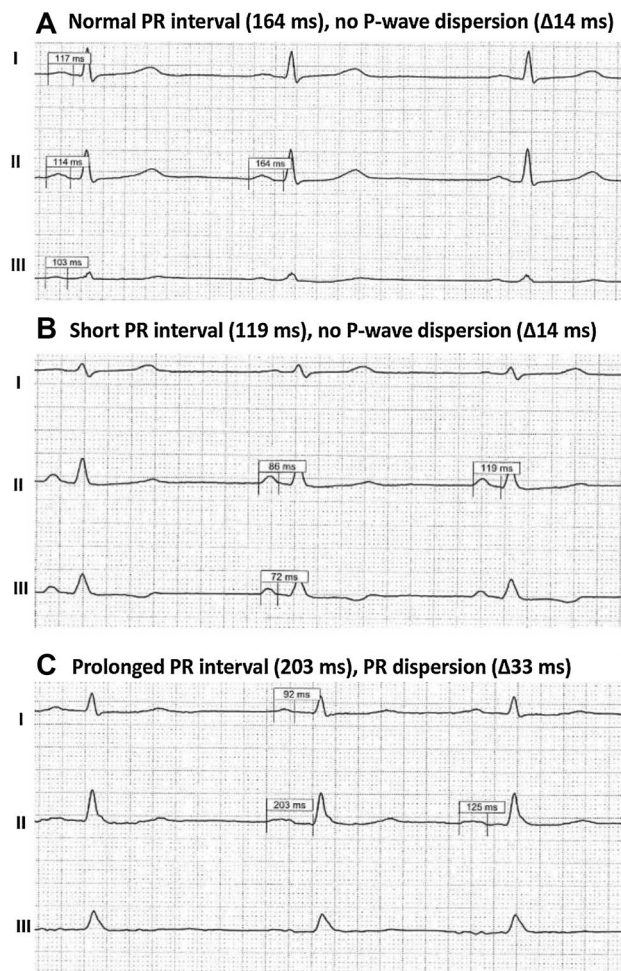 A Normal PR interval (164 ms), no P-wave dispersion (Δ14 ms)
I
117 ms
II
114 ms
164 ms
III
103 ms
B Short PR interval (119 ms), no P-wave dispersion (Δ14 ms)
I
II
86 ms
119 ms
III
72 ms
C Prolonged PR interval (203 ms), PR dispersion (Δ33 ms)
I
92 ms
II
203 ms
125 ms
III